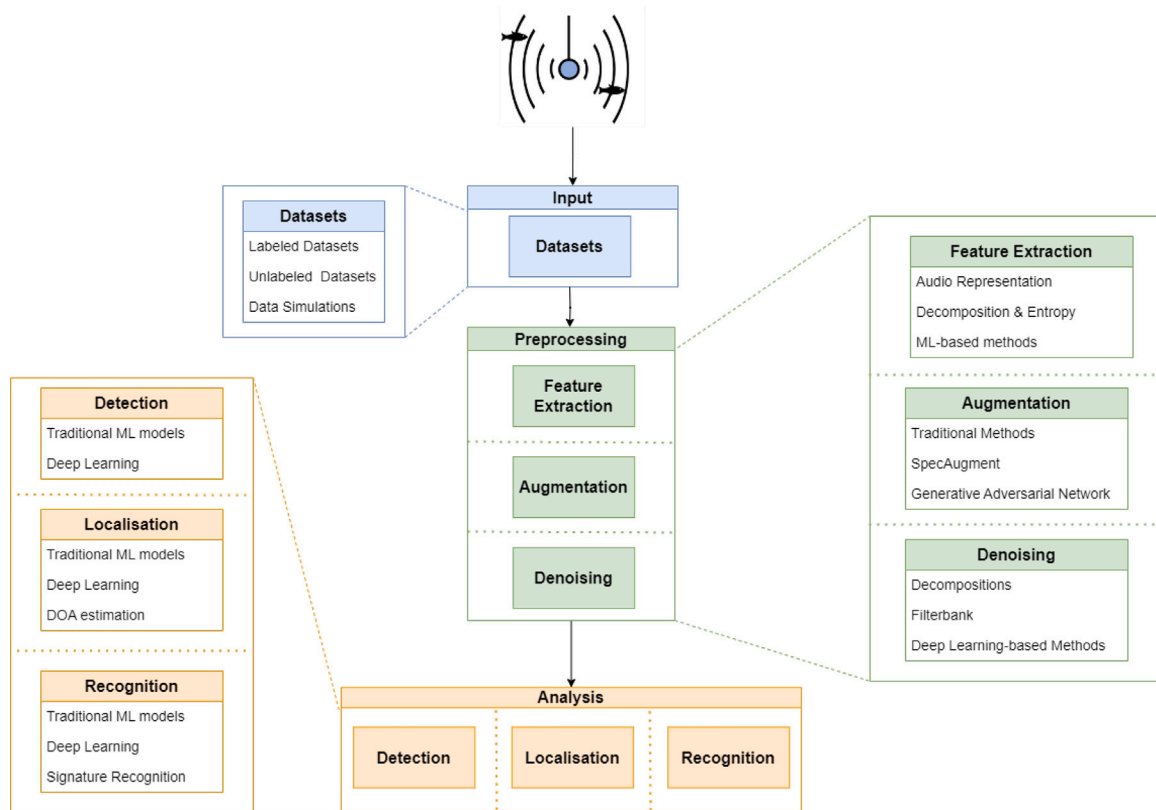 Input
Datasets
Datasets
Labeled Datasets
Unlabeled Datasets
Data Simulations
Preprocessing
Feature
Extraction
Augmentation
Denoising
Feature Extraction
Audio Representation
Decomposition & Entropy
ML-based methods
Augmentation
Traditional Methods
SpecAugment
Generative Adversarial Network
Denoising
Decompositions
Filterbank
Deep Learning-based Methods
Detection
Traditional ML models
Deep Learning
Localisation
Traditional ML models
Deep Learning
DOA estimation
Recognition
Traditional ML models
Deep Learning
Signature Recognition
Analysis
Detection
Localisation
Recognition